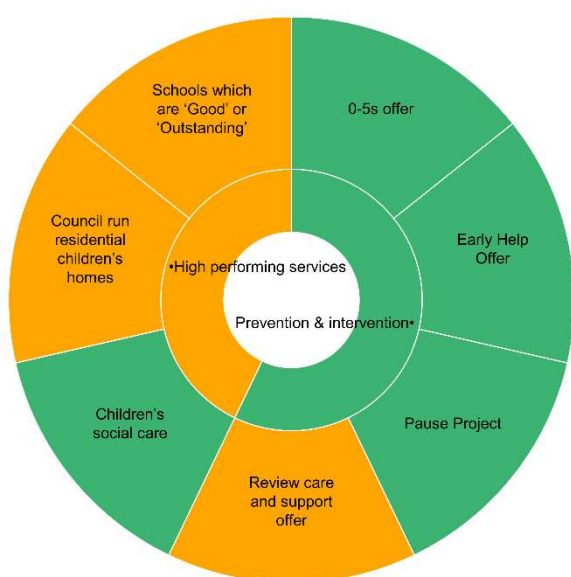 Schools which
are ‘Good’ or
‘Outstanding’
0-5s offer
Council run
residential
children’s
homes
Early Help
Offer
•High performing services
Prevention & intervention•
Children’s
social care
Pause Project
Review care
and support
offer